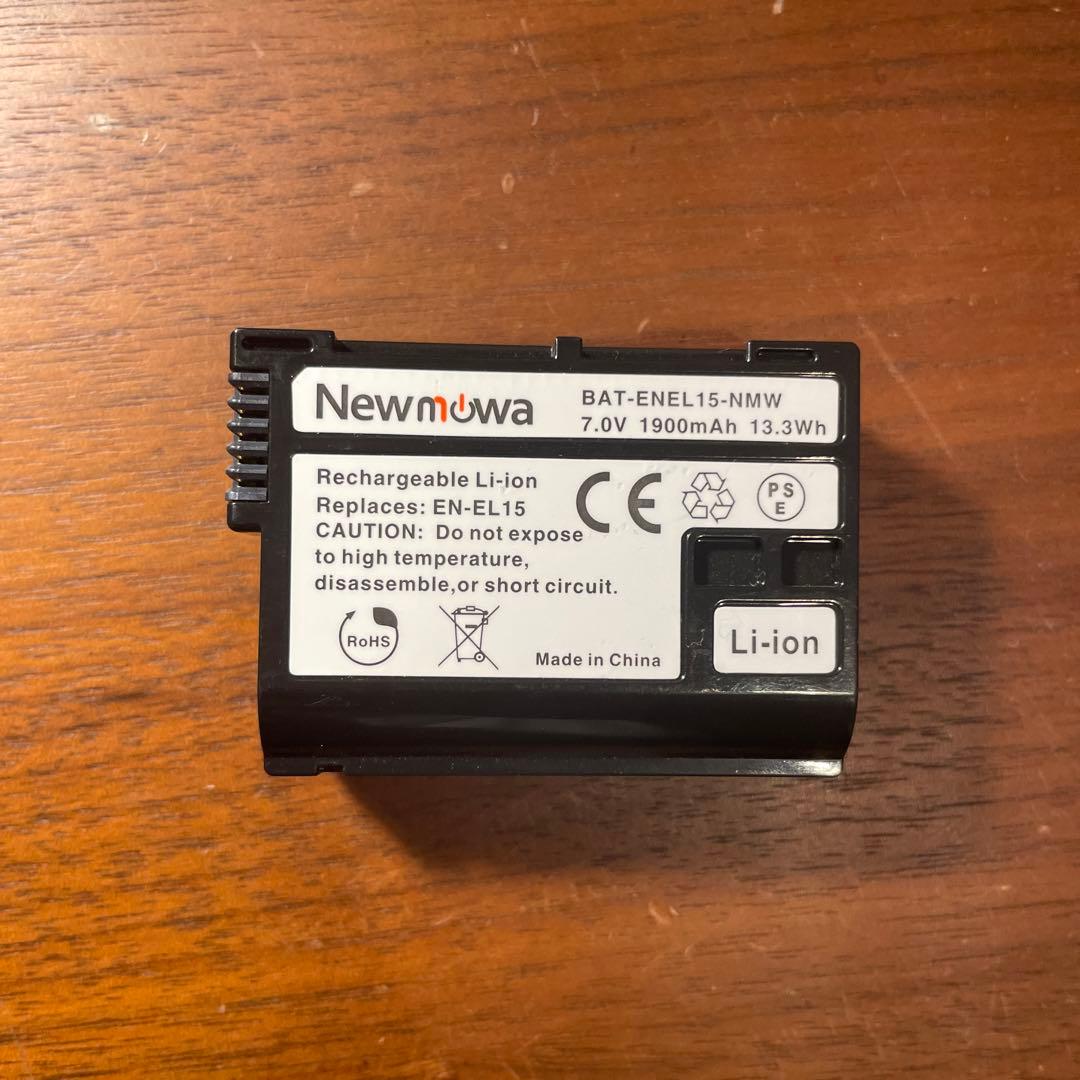 Newmowa
BAT-ENEL15-NMW
7.0V 1900mAh 13.3Wh
Rechargeable Li-ion
Replaces: EN-EL15
CAUTION: Do not expose
to high temperature,
disassemble,or short circuit.
CE
PS
E
RoHS
Made in China
Li-ion